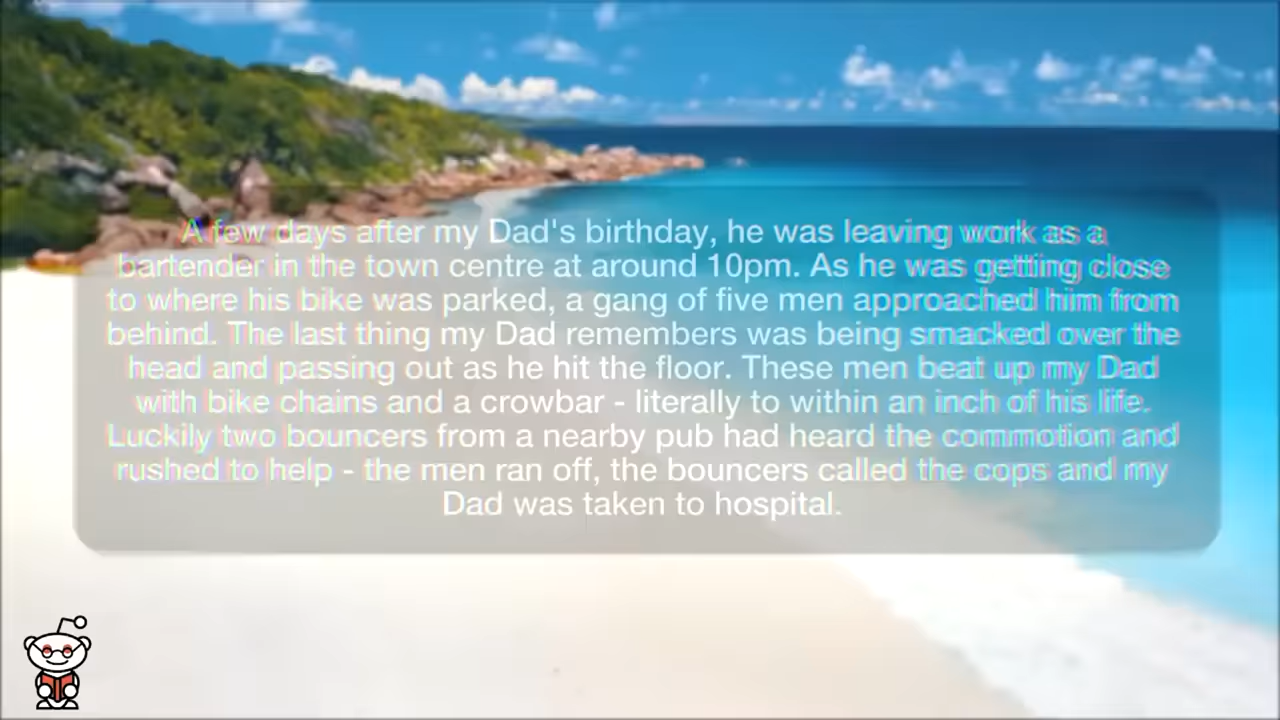 A few days after my Dad's birthday, he was leaving work as a
bartender in the town centre at around 10pm. As he was getting close
to where his bike was parked, a gang of five men approached him from
behind. The last thing my Dad remembers was being smacked over the
head and passing out as he hit the floor. These men beat up my Dad
with bike chains and a crowbar - literally to within an inch of his life.
Luckily two bouncers from a nearby pub had heard the commotion and
rushed to help - the men ran off, the bouncers called the cops and my
Dad was taken to hospital.